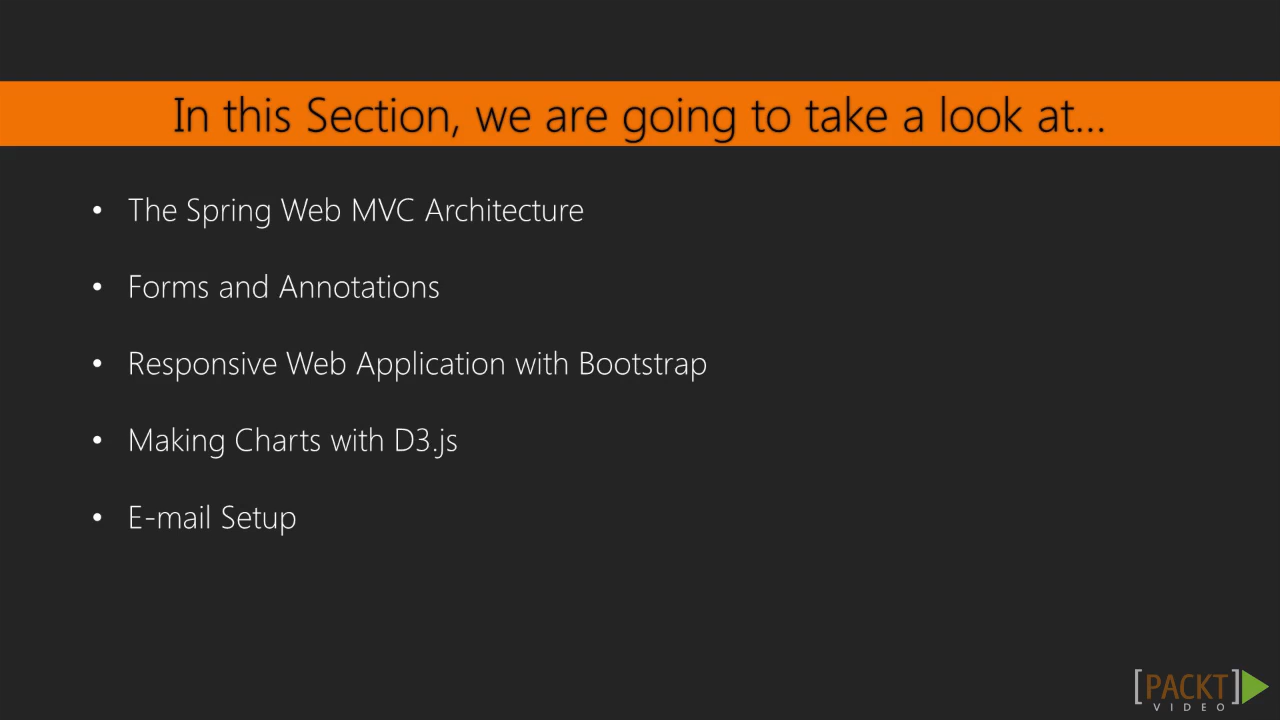 In this Section, we are going to take a look at...
• The Spring Web MVC Architecture
• Forms and Annotations
• Responsive Web Application with Bootstrap
• Making Charts with D3.js
• E-mail Setup
[PACKT]
VIDEO